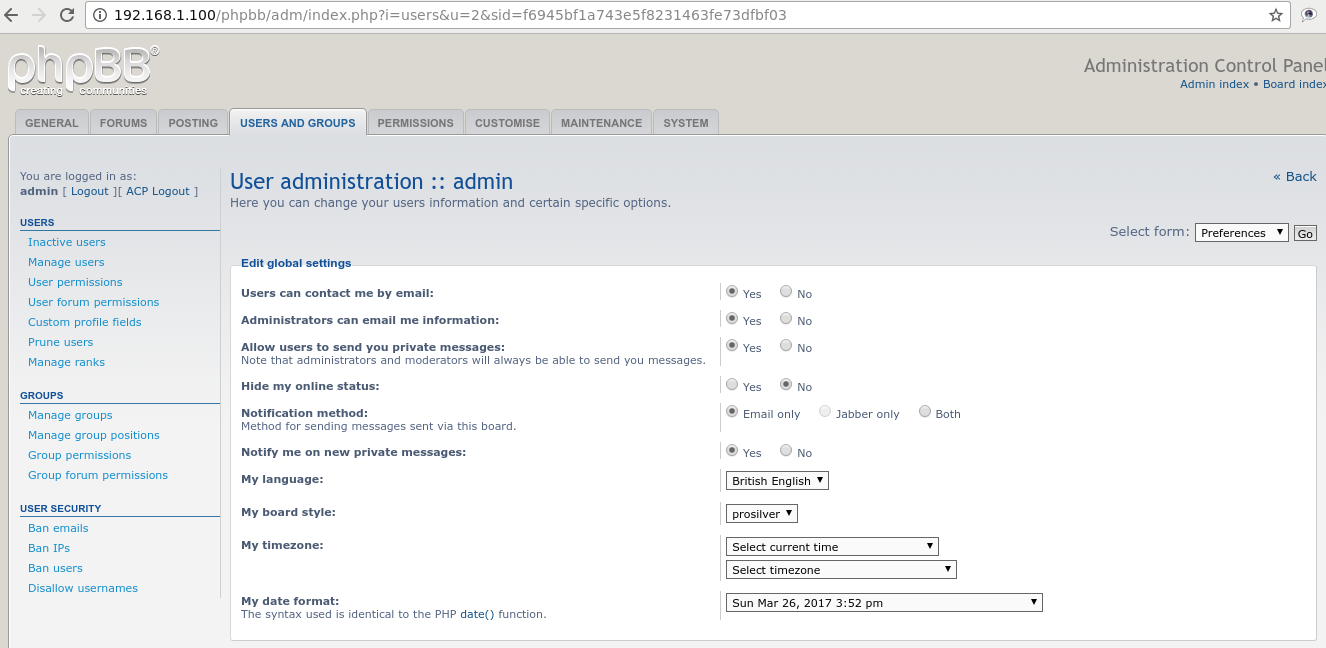 192.168.1.100/phpbb/adm/index.php?i=users&u=2&sid=f6945bf1a743e5f8231463fe73dfbf03
phpBB®
creating communities
Administration Control Panel
Admin index • Board index
GENERAL FORUMS POSTING USERS AND GROUPS PERMISSIONS CUSTOMISE MAINTENANCE SYSTEM
You are logged in as:
admin [ Logout ][ ACP Logout ]
USERS
Inactive users
Manage users
User permissions
User forum permissions
Custom profile fields
Prune users
Manage ranks
GROUPS
Manage groups
Manage group positions
Group permissions
Group forum permissions
USER SECURITY
Ban emails
Ban IPs
Ban users
Disallow usernames
User administration :: admin
« Back
Here you can change your users information and certain specific options.
Select form: Preferences Go
Edit global settings
Users can contact me by email: Yes No
Administrators can email me information: Yes No
Allow users to send you private messages: Yes No
Note that administrators and moderators will always be able to send you messages.
Hide my online status: Yes No
Notification method: Email only Jabber only Both
Method for sending messages sent via this board.
Notify me on new private messages: Yes No
My language: British English
My board style: prosilver
My timezone: Select current time
Select timezone
My date format: Sun Mar 26, 2017 3:52 pm
The syntax used is identical to the PHP date() function.